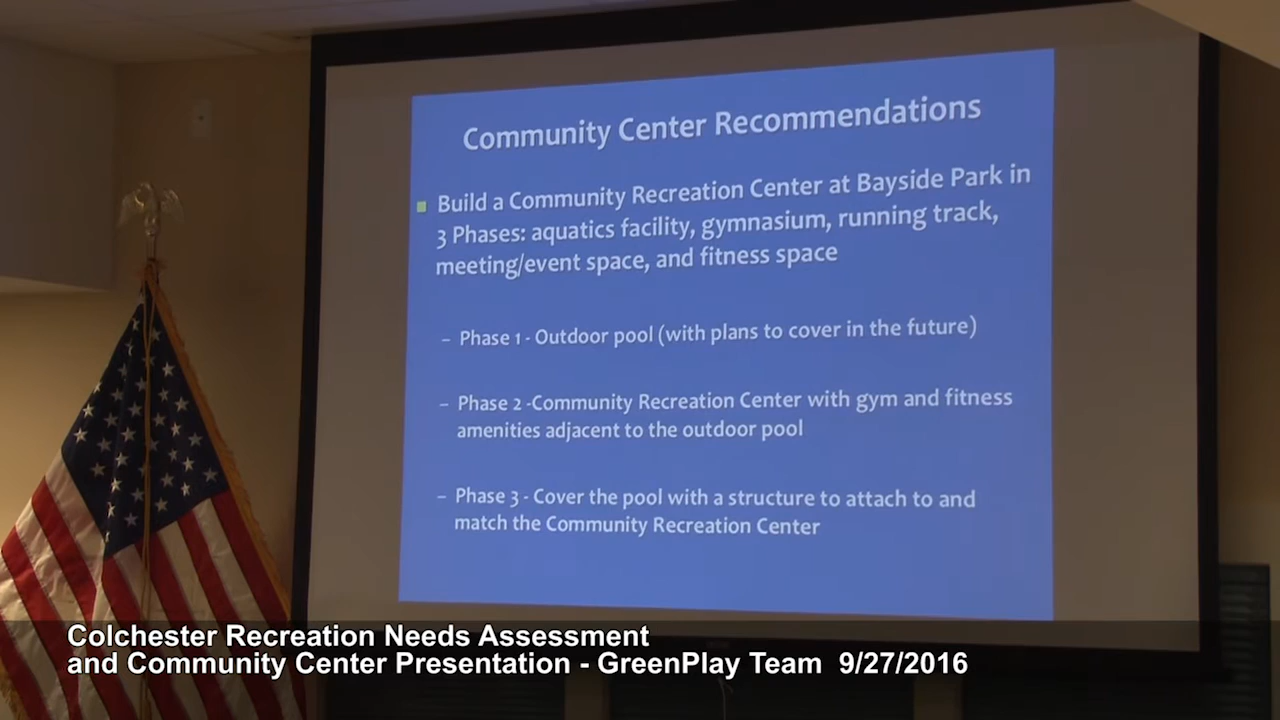 Community Center Recommendations
Build a Community Recreation Center at Bayside Park in
3 Phases: aquatics facility, gymnasium, running track,
meeting/event space, and fitness space
– Phase 1 - Outdoor pool (with plans to cover in the future)
– Phase 2 -Community Recreation Center with gym and fitness
amenities adjacent to the outdoor pool
– Phase 3 - Cover the pool with a structure to attach to and
match the Community Recreation Center
Colchester Recreation Needs Assessment
and Community Center Presentation - GreenPlay Team 9/27/2016